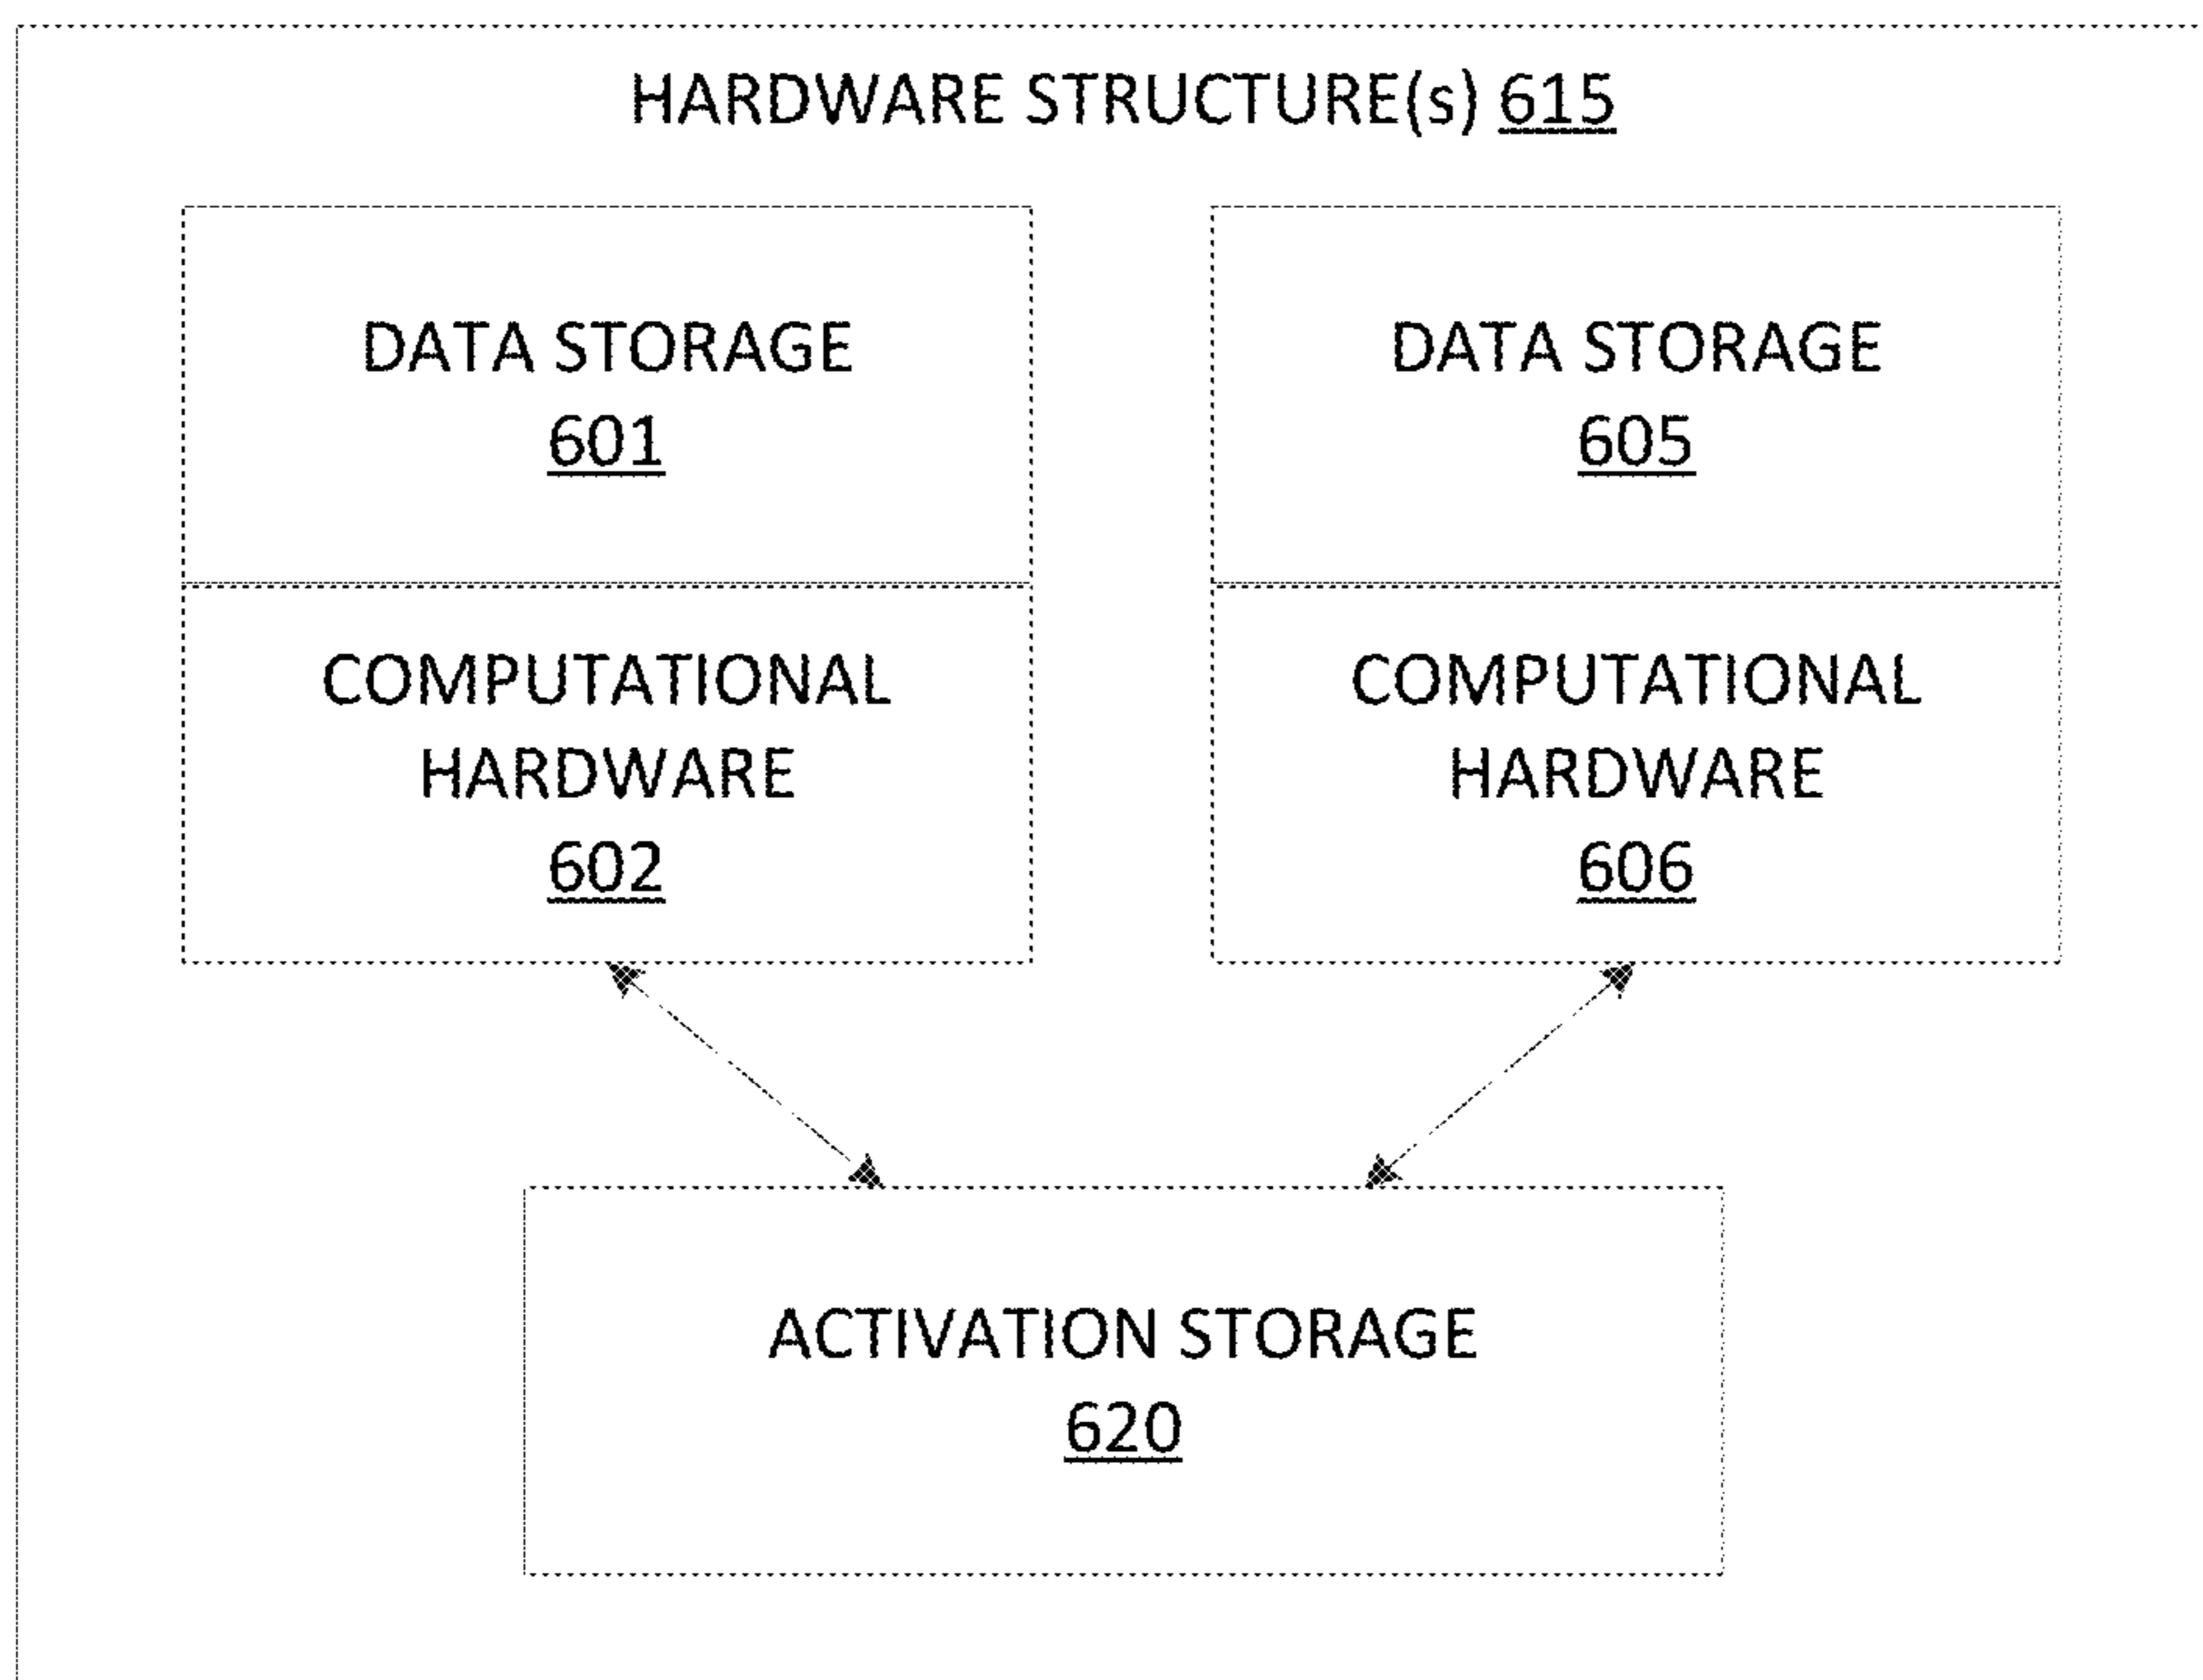 HARDWARE STRUCTURE(s) 615
DATA STORAGE
601
COMPUTATIONAL
HARDWARE
602
DATA STORAGE
605
COMPUTATIONAL
HARDWARE
606
ACTIVATION STORAGE
620